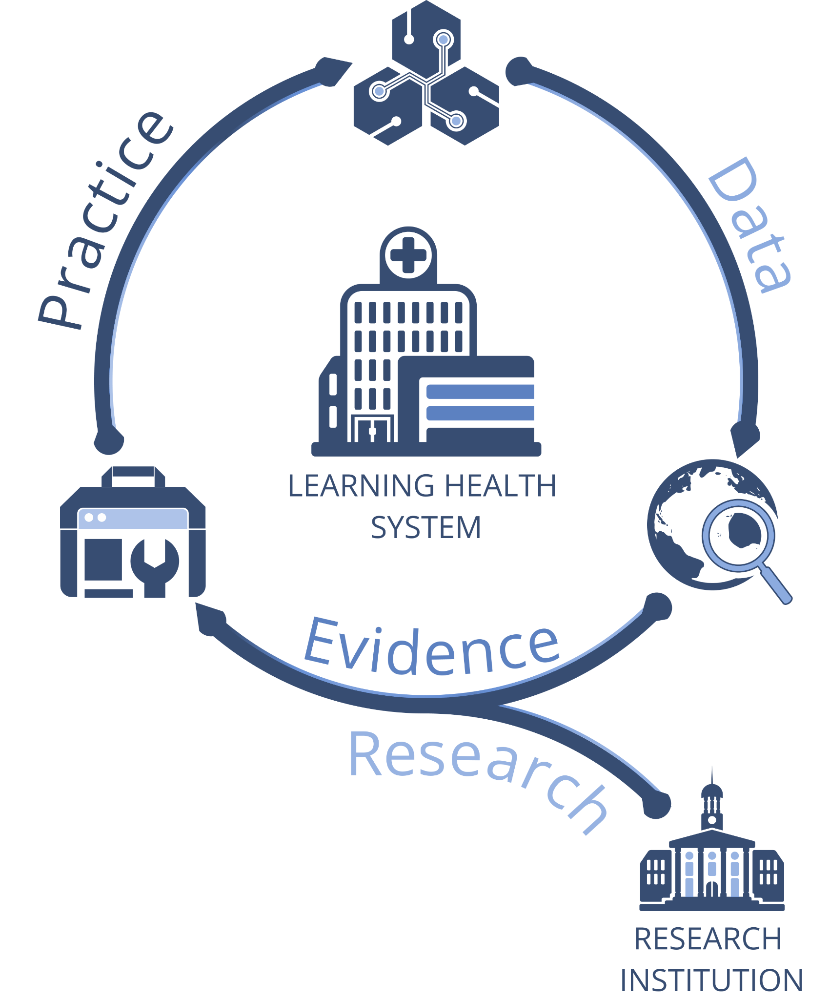 Practice
Data
LEARNING HEALTH
SYSTEM
Evidence
Research
RESEARCH
INSTITUTION